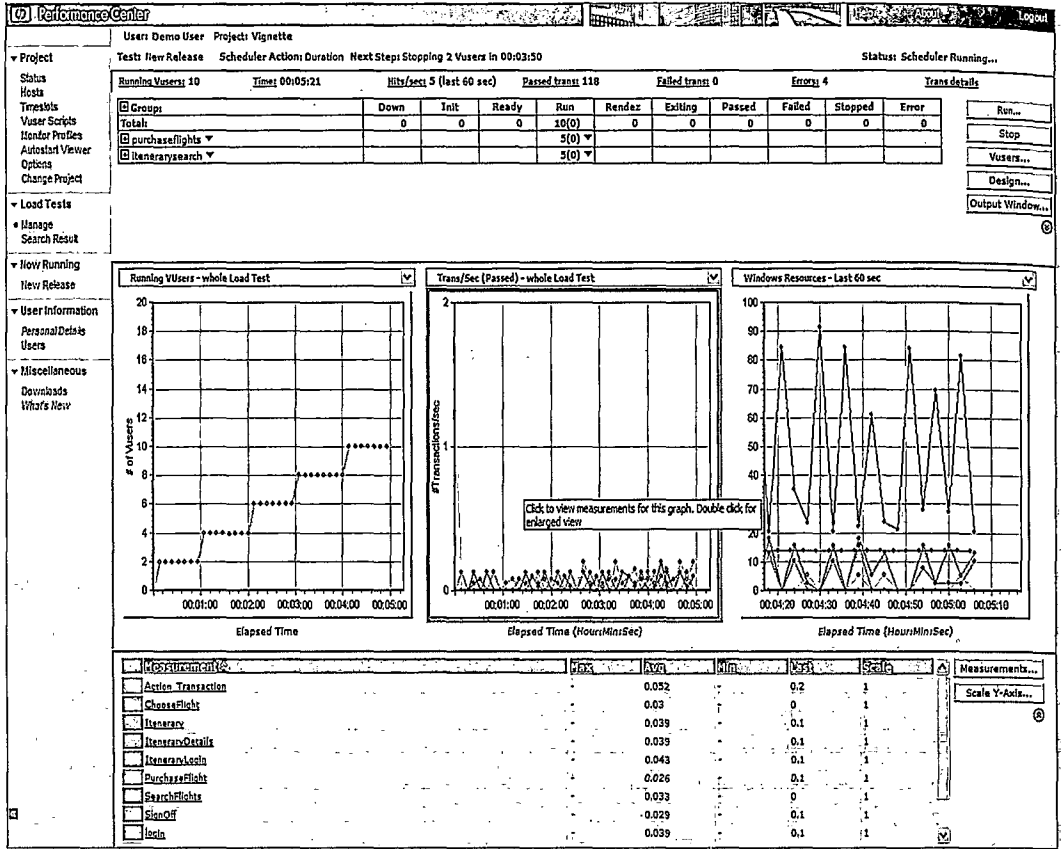 Performance Center
About
Logout
User: Demo User Project: Vignette
Test: New Release Scheduler Action: Duration Next Step: Stopping 2 Vusers in 00:03:50 Status: Scheduler Running...
Running Vusers: 10 Time: 00:05:21 Hits/sec: 5 (last 60 sec) Passed trans: 118 Failed trans: 0 Errors: 4 Trans details
Project
Status
Hosts
Timeslots
Vuser Scripts
Monitor Profiles
Autostart Viewer
Options
Change Project
Load Tests
Manage
Search Result
Now Running
New Release
User Information
Personal Details
Users
Miscellaneous
Downloads
What's New
Groups Down Init Ready Run Rendez Exiting Passed Failed Stopped Error
Total: 0 0 0 10(0) 0 0 0 0 0 0
purchaseflights 5(0)
itenerarysearch 5(0)
Run...
Stop
Vusers...
Design...
Output Window...
Running VUsers - whole Load Test
20
18
16
14
12
10
8
6
4
2
0
# of Vusers
00:01:00 00:02:00 00:03:00 00:04:00 00:05:00
Elapsed Time
Trans/Sec (Passed) - whole Load Test
2
1
0
#Transactions/sec
00:01:00 00:02:00 00:03:00 00:04:00 00:05:00
Elapsed Time (Hour:Min:Sec)
Click to view measurements for this graph. Double click for
enlarged view
Windows Resources - Last 60 sec
100
90
80
70
60
50
40
30
20
10
0
00:04:20 00:04:30 00:04:40 00:04:50 00:05:00 00:05:10
Elapsed Time (Hour:Min:Sec)
Measurements Max Avg Min Last Scale
Action_Transaction - 0.052 - 0.2 1
ChooseFlight - 0.03 - 0 1
Itenerary - 0.039 - 0.1 1
IteneraryDetails - 0.039 - 0.1 1
IteneraryLogin - 0.043 - 0.1 1
PurchaseFlight - 0.026 - 0.1 1
SearchFlights - 0.033 - 0 1
SignOff - 0.029 - 0.1 1
login - 0.039 - 0.1 1
Measurements...
Scale Y-Axis...